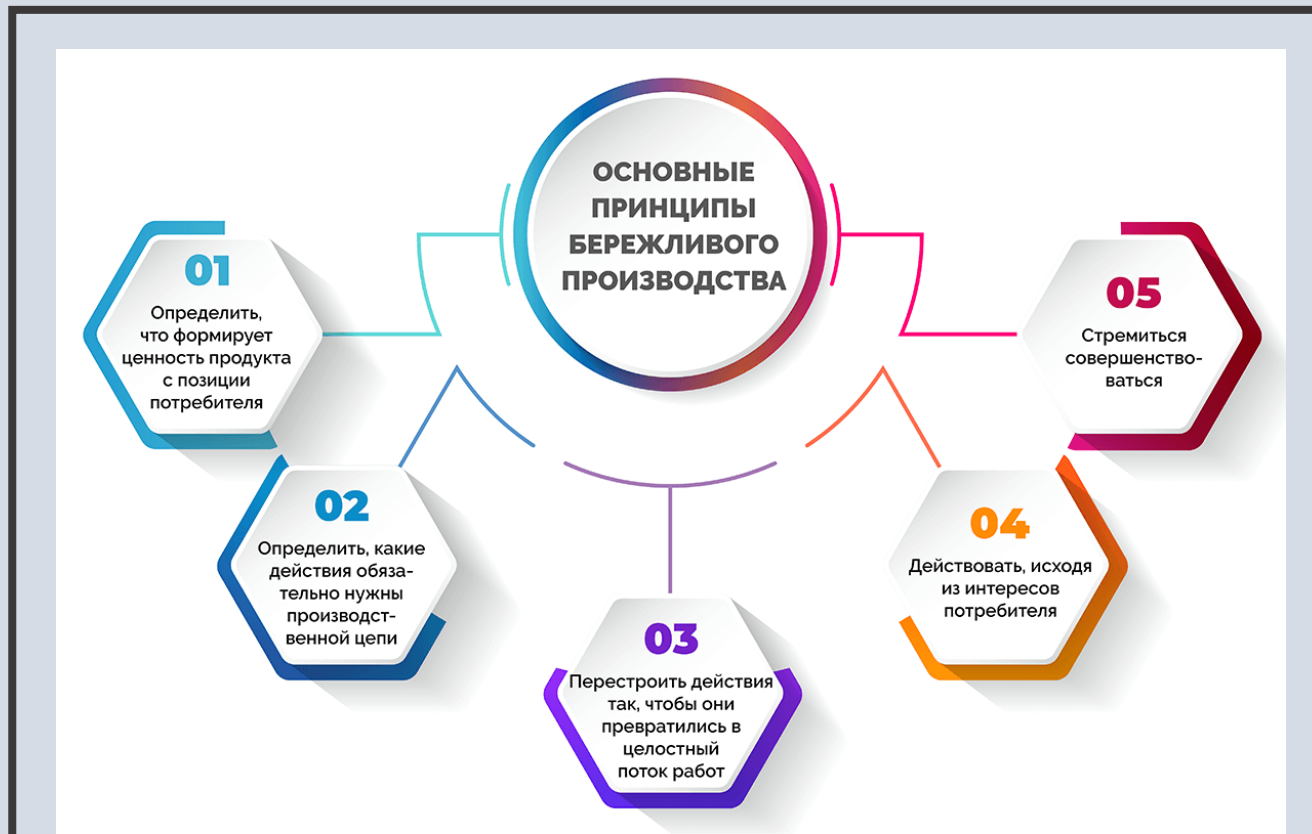 ОСНОВНЫЕ
ПРИНЦИПЫ
БЕРЕЖЛИВОГО
ПРОИЗВОДСТВА
01
Определить,
что формирует
ценность продукта
с позиции
потребителя
02
Определить, какие
действия обяза-
тельно нужны
производст-
венной цепи
03
Перестроить действия
так, чтобы они
превратились в
целостный
поток работ
04
Действовать, исходя
из интересов
потребителя
05
Стремиться
совершенство-
ваться